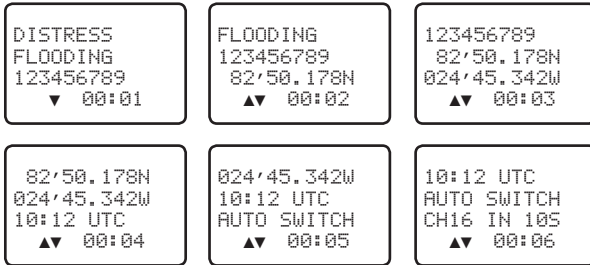 DISTRESS
FLOODING
123456789
▼ 00:01
FLOODING
123456789
82′50.178N
▲▼ 00:02
123456789
82′50.178N
024′45.342W
▲▼ 00:03
82′50.178N
024′45.342W
10:12 UTC
▲▼ 00:04
024′45.342W
10:12 UTC
AUTO SWITCH
▲▼ 00:05
10:12 UTC
AUTO SWITCH
CH16 IN 10S
▲▼ 00:06